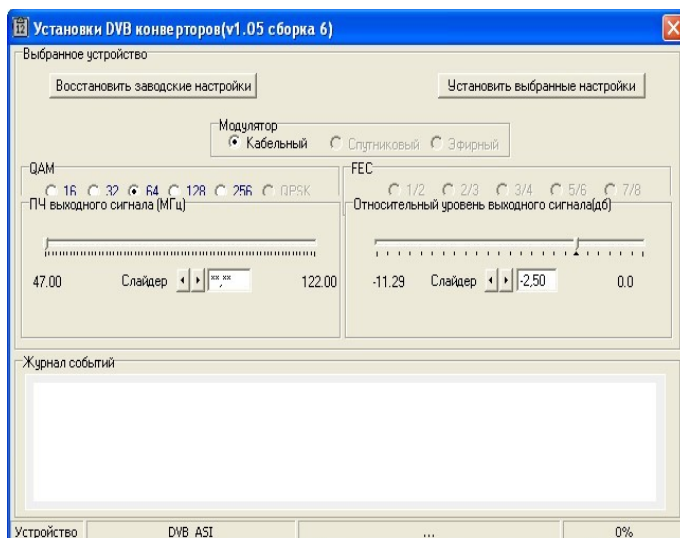 Установки DVB конверторов(v1.05 сборка 6)
Выбранное устройство
Восстановить заводские настройки Установить выбранные настройки
Модулятор
Кабельный Спутниковый Эфирный
QAM FEC
16 32 64 128 256 QPSK 1/2 2/3 3/4 5/6 7/8
ПЧ выходного сигнала (МГц) Относительный уровень выходного сигнала(дб)
47.00 Слайдер **,** 122.00 -11.29 Слайдер -2,50 0.0
Журнал событий
Устройство DVB ASI ... 0%